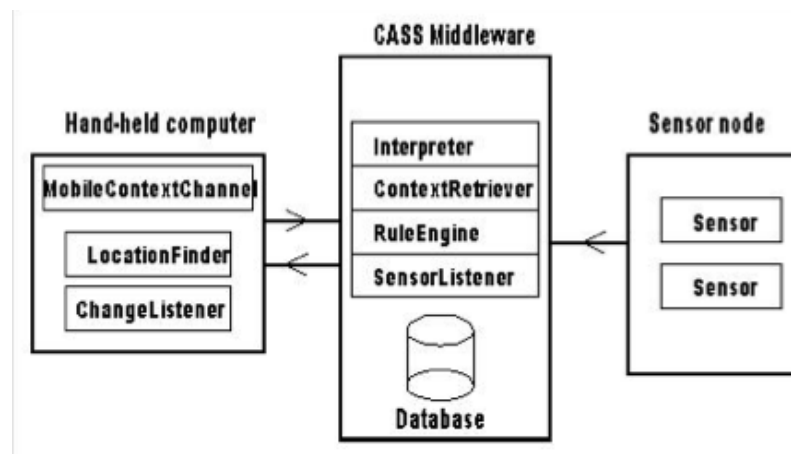 CASS Middleware
Hand-held computer
Sensor node
MobileContextChannel
LocationFinder
ChangeListener
Interpreter
ContextRetriever
RuleEngine
SensorListener
Database
Sensor
Sensor